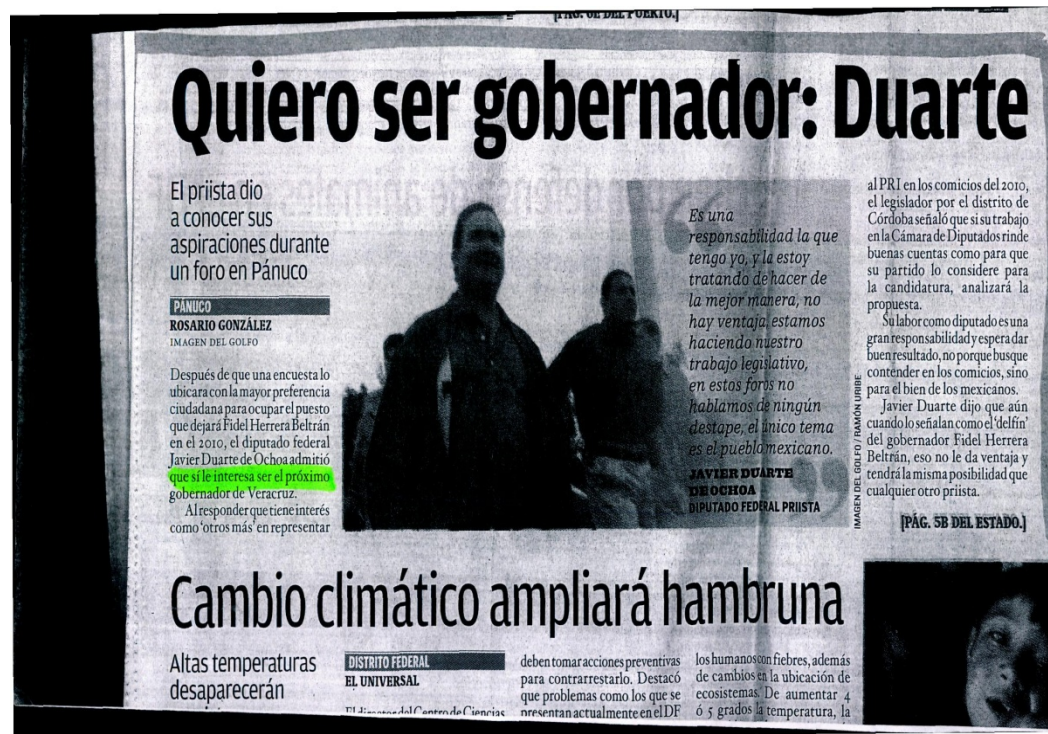 [PÁG. 6E DEL PUERTO.]
Quiero ser gobernador: Duarte
El priista dio
a conocer sus
aspiraciones durante
un foro en Pánuco
PÁNUCO
ROSARIO GONZÁLEZ
IMAGEN DEL GOLFO
Después de que una encuesta lo
ubicara con la mayor preferencia
ciudadana para ocupar el puesto
que dejará Fidel Herrera Beltrán
en el 2010, el diputado federal
Javier Duarte de Ochoa admitió
que sí le interesa ser el próximo
gobernador de Veracruz.
Al responder que tiene interés
como 'otros más' en representar
Es una
responsabilidad la que
tengo yo, y la estoy
tratando de hacer de
la mejor manera, no
hay ventaja, estamos
haciendo nuestro
trabajo legislativo,
en estos foros no
hablamos de ningún
destape, el único tema
es el pueblo mexicano.
JAVIER DUARTE
DE OCHOA
DIPUTADO FEDERAL PRIISTA
IMAGEN DEL GOLFO / RAMÓN URIBE
al PRI en los comicios del 2010,
el legislador por el distrito de
Córdoba señaló que si su trabajo
en la Cámara de Diputados rinde
buenas cuentas como para que
su partido lo considere para
la candidatura, analizará la
propuesta.
Su labor como diputado es una
gran responsabilidad y espera dar
buen resultado, no porque busque
contender en los comicios, sino
para el bien de los mexicanos.
Javier Duarte dijo que aún
cuando lo señalan como el 'delfín'
del gobernador Fidel Herrera
Beltrán, eso no le da ventaja y
tendrá la misma posibilidad que
cualquier otro priista.
[PÁG. 5B DEL ESTADO.]
Cambio climático ampliará hambruna
Altas temperaturas
desaparecerán
DISTRITO FEDERAL
EL UNIVERSAL
El director del Centro de Ciencias
deben tomar acciones preventivas
para contrarrestarlo. Destacó
que problemas como los que se
presentan actualmente en el DF
los humanos con fiebres, además
de cambios en la ubicación de
ecosistemas. De aumentar 4
ó 5 grados la temperatura, la